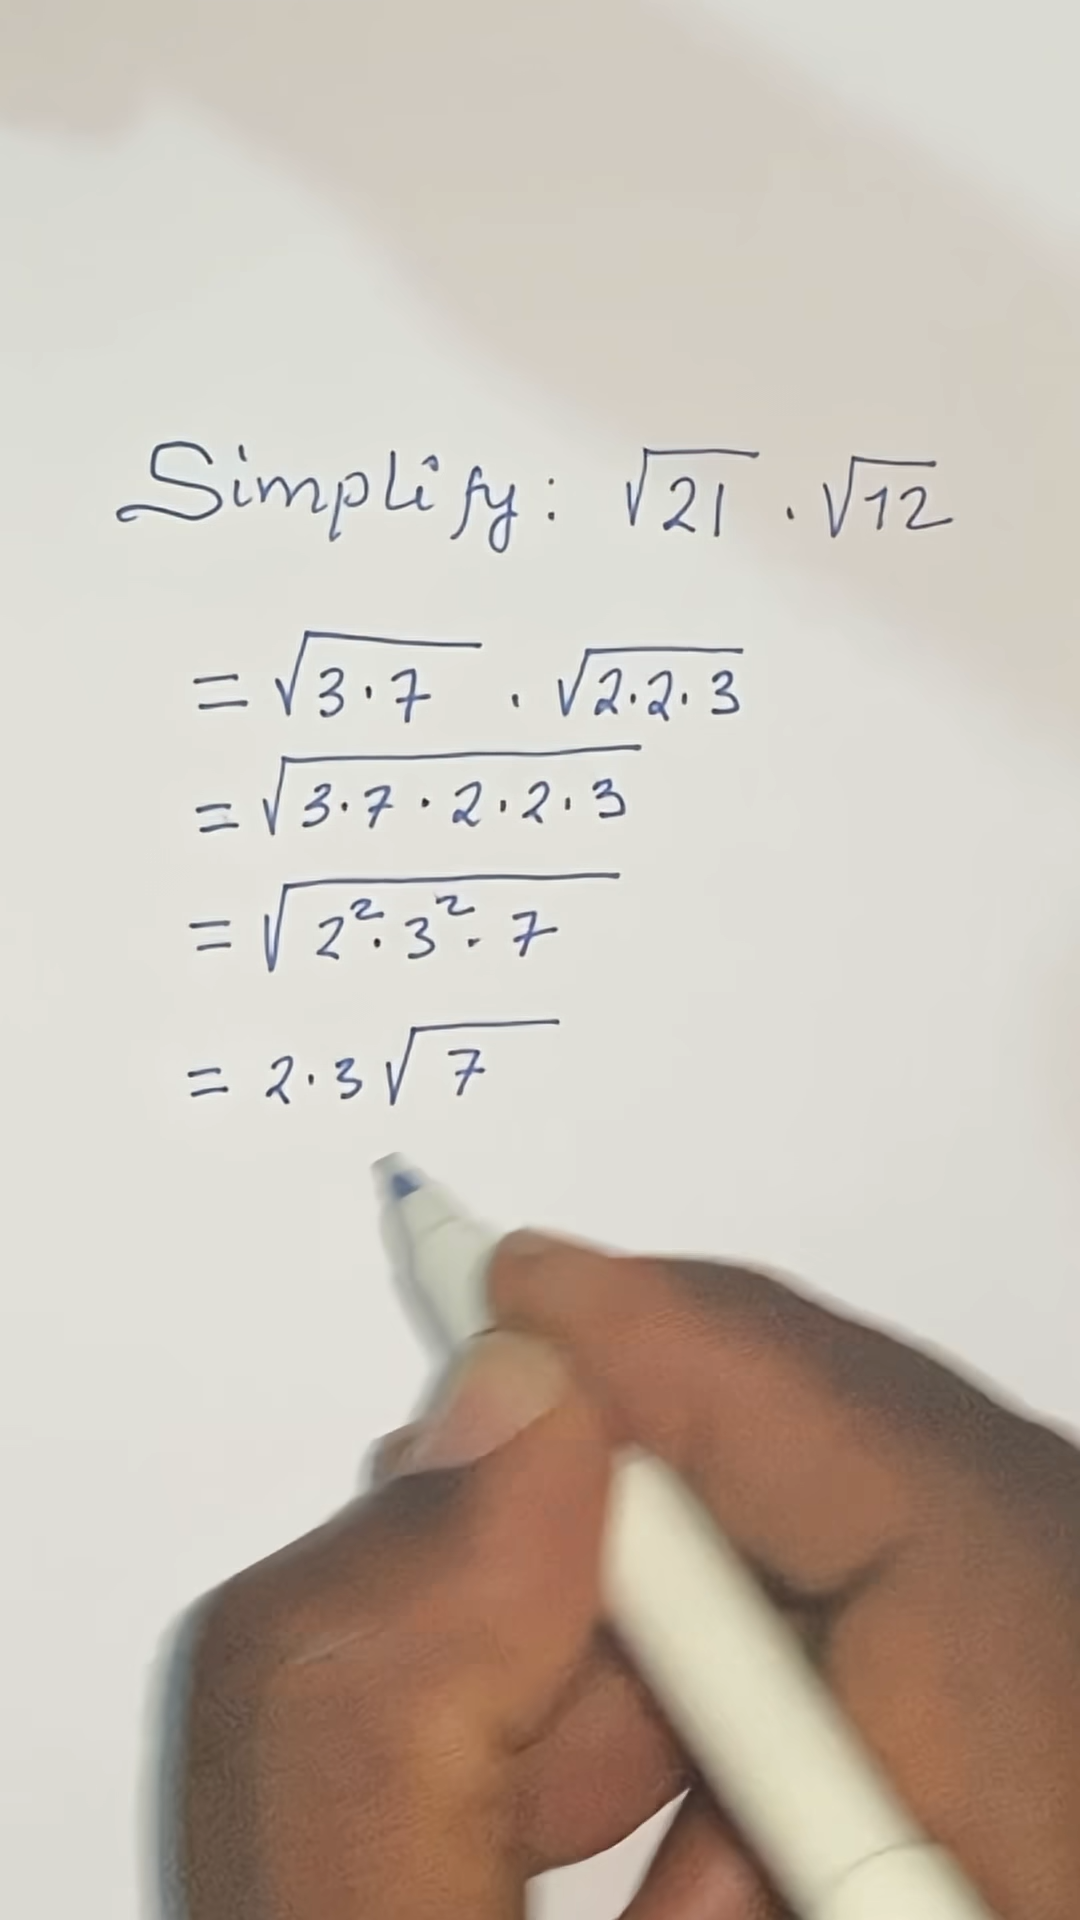 Simplify: √21 · √12
= √3·7 · √2·2·3
= √3·7·2·2·3
= √2²·3²·7
= 2·3√7